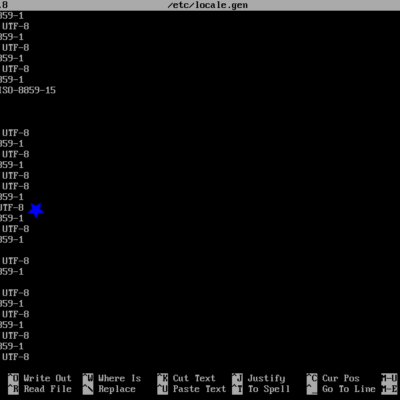 .8 /etc/locale.gen
859-1
UTF-8
859-1
UTF-8
859-1
UTF-8
859-1
ISO-8859-15
UTF-8
859-1
UTF-8
859-1
UTF-8
UTF-8
859-1
UTF-8
859-1
UTF-8
859-1
UTF-8
859-1
UTF-8
859-1
UTF-8
859-1
UTF-8
859-1
UTF-8
^O Write Out ^W Where Is ^K Cut Text ^J Justify ^C Cur Pos M-U
^R Read File ^\ Replace ^U Paste Text ^T To Spell ^_ Go To Line M-E